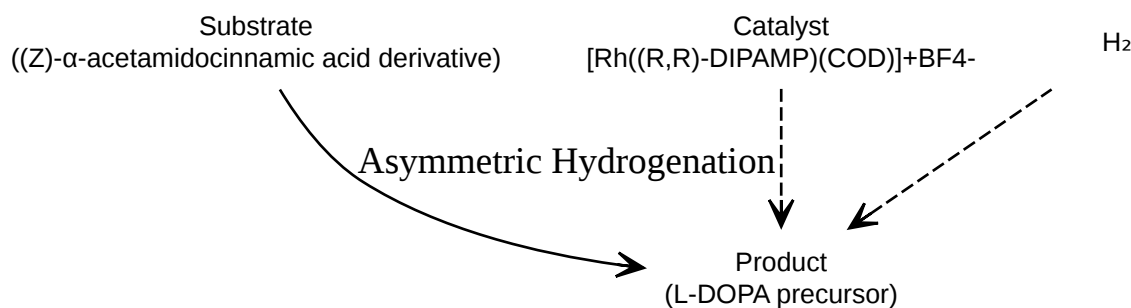 Substrate
((Z)-α-acetamidocinnamic acid derivative)
Catalyst
[Rh((R,R)-DIPAMP)(COD)]+BF4-
H₂
Asymmetric Hydrogenation
Product
(L-DOPA precursor)